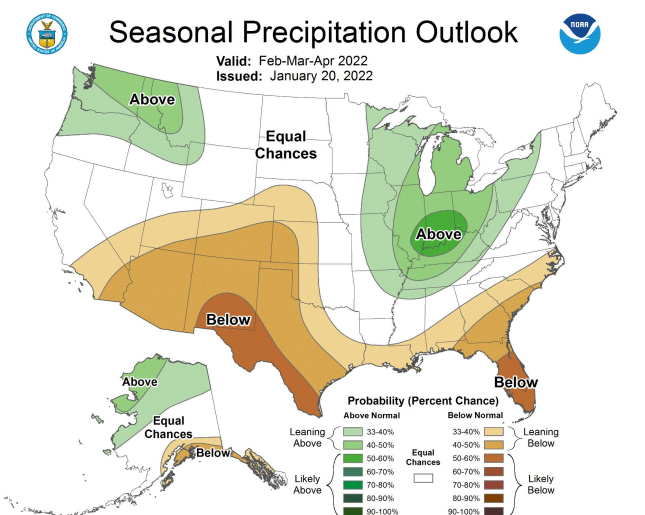 Seasonal Precipitation Outlook
NOAA
Valid: Feb-Mar-Apr 2022
Issued: January 20, 2022
Above
Equal
Chances
Above
Below
Below
Above
Equal
Chances
Below
Probability (Percent Chance)
Above Normal
Below Normal
Leaning
Above
33-40%
40-50%
50-60%
60-70%
70-80%
80-90%
90-100%
Likely
Above
Equal
Chances
33-40%
40-50%
50-60%
60-70%
70-80%
80-90%
90-100%
Leaning
Below
Likely
Below